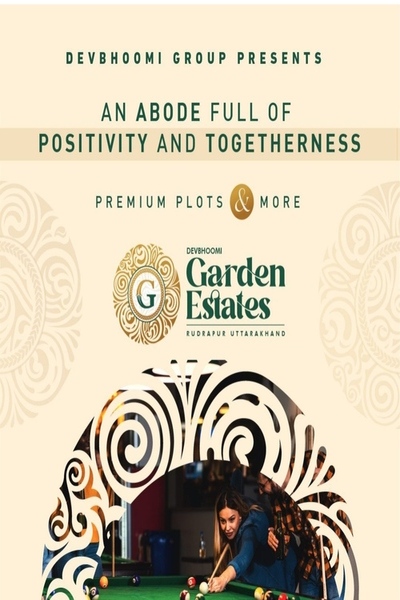 DEVBHOOMI GROUP PRESENTS
AN ABODE FULL OF
POSITIVITY AND TOGETHERNESS
PREMIUM PLOTS & MORE
G
DEVBHOOMI
Garden
Estates
RUDRAPUR UTTARAKHAND